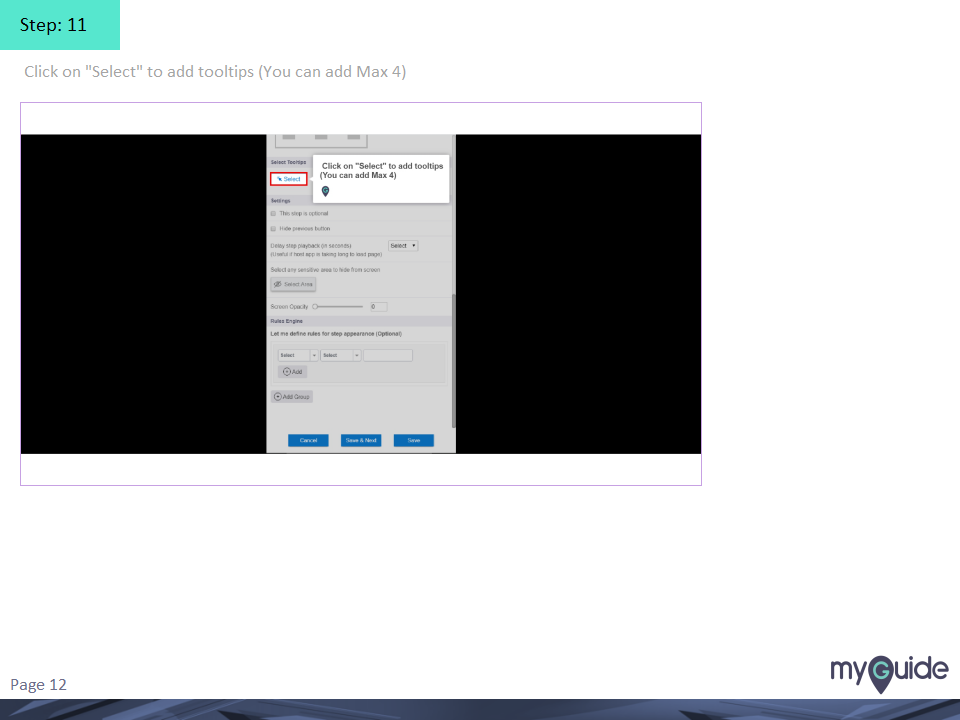 Step: 11
Click on "Select" to add tooltips (You can add Max 4)
Select Tooltips
Select
Click on "Select" to add tooltips
(You can add Max 4)
Settings
This step is optional
Hide previous button
Delay step playback (in seconds)
Select
(Useful if host app is taking long to load page)
Select any sensitive area to hide from screen
Select Area
Screen Opacity
0
Rules Engine
Let me define rules for step appearance (Optional)
Select Select
Add
Add Group
Cancel Save & Next Save
Page 12
myGuide